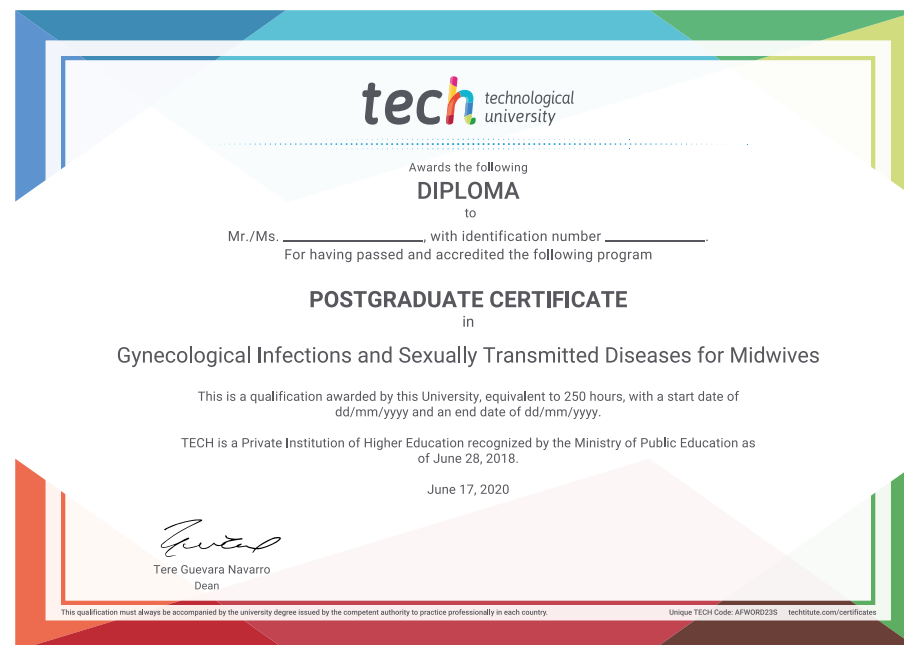 tech technological
university
Awards the following
DIPLOMA
to
Mr./Ms. ____________, with identification number ____________.
For having passed and accredited the following program
POSTGRADUATE CERTIFICATE
in
Gynecological Infections and Sexually Transmitted Diseases for Midwives
This is a qualification awarded by this University, equivalent to 250 hours, with a start date of
dd/mm/yyyy and an end date of dd/mm/yyyy.
TECH is a Private Institution of Higher Education recognized by the Ministry of Public Education as
of June 28, 2018.
June 17, 2020
Tere Guevara Navarro
Dean
This qualification must always be accompanied by the university degree issued by the competent authority to practice professionally in each country.
Unique TECH Code: AFWORD23S techtitute.com/certificates